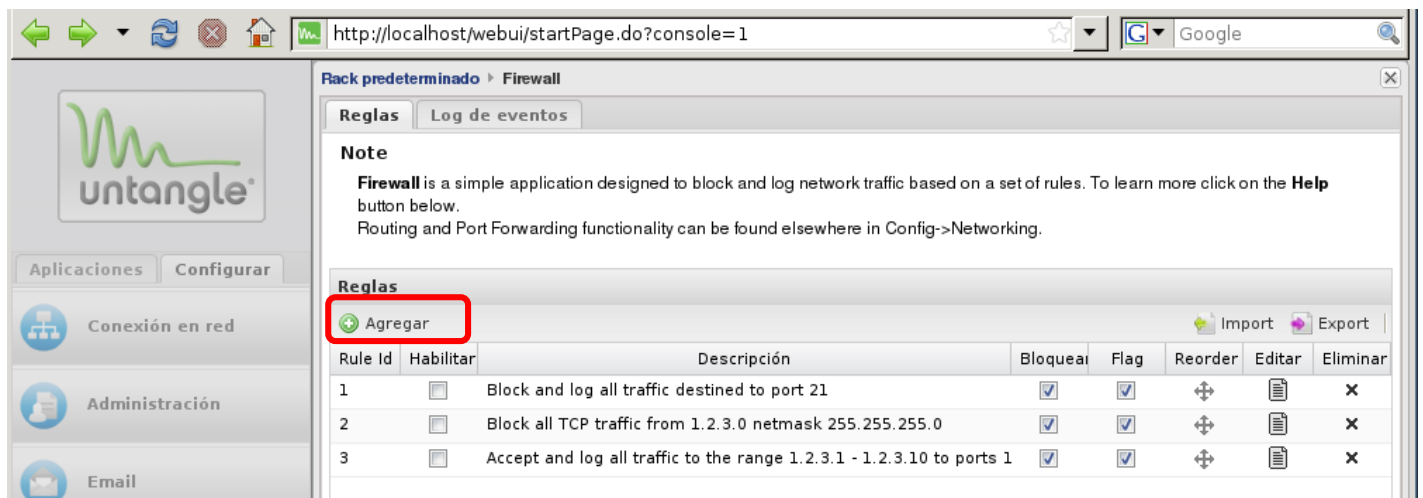 http://localhost/webui/startPage.do?console=1
Google
untangle
Aplicaciones Configurar
Conexión en red
Administración
Email
Rack predeterminado Firewall
Reglas Log de eventos
Note
Firewall is a simple application designed to block and log network traffic based on a set of rules. To learn more click on the Help
button below.
Routing and Port Forwarding functionality can be found elsewhere in Config->Networking.
Reglas
Agregar Import Export
Rule Id Habilitar Descripción Bloquear Flag Reorder Editar Eliminar
1 Block and log all traffic destined to port 21
2 Block all TCP traffic from 1.2.3.0 netmask 255.255.255.0
3 Accept and log all traffic to the range 1.2.3.1 - 1.2.3.10 to ports 1